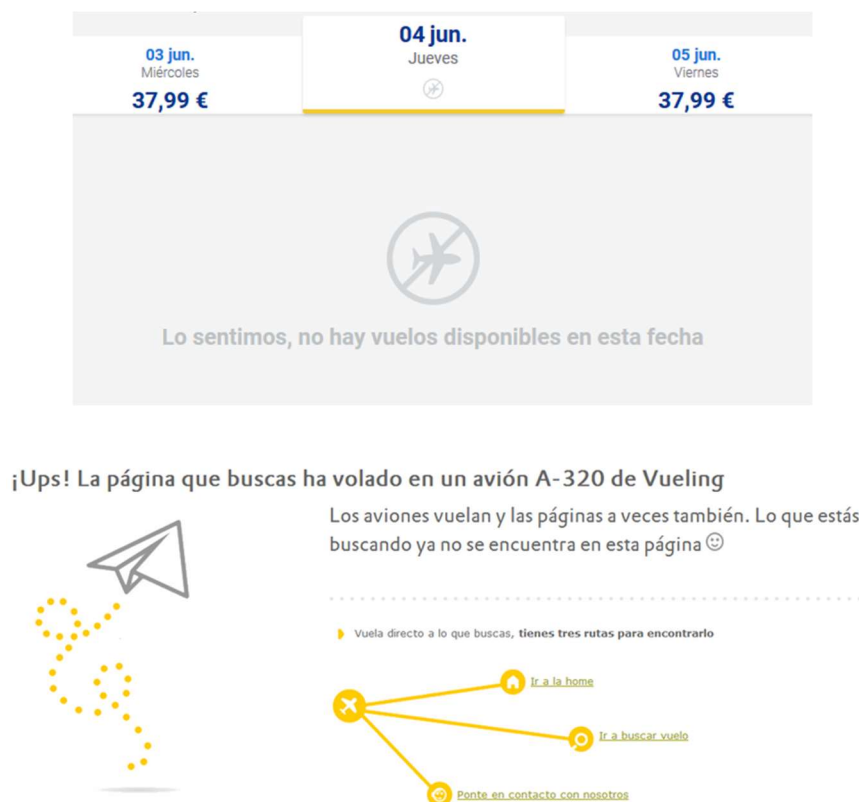 03 jun.
Miércoles
37,99 €
04 jun.
Jueves
05 jun.
Viernes
37,99 €
Lo sentimos, no hay vuelos disponibles en esta fecha
¡Ups! La página que buscas ha volado en un avión A-320 de Vueling
Los aviones vuelan y las páginas a veces también. Lo que estás
buscando ya no se encuentra en esta página
Vuela directo a lo que buscas, tienes tres rutas para encontrarlo
Ir a la home
Ir a buscar vuelo
Ponte en contacto con nosotros